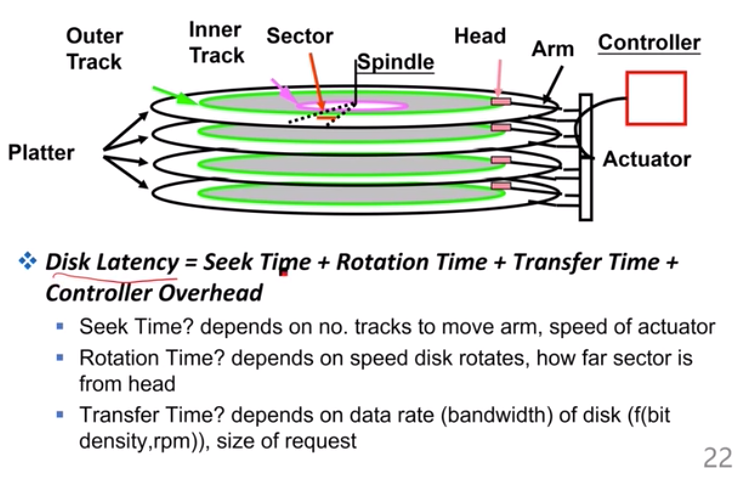 Outer
Track
Inner
Track
Sector
Spindle
Head
Arm
Controller
Platter
Actuator
❖ Disk Latency = Seek Time + Rotation Time + Transfer Time +
Controller Overhead
▪ Seek Time? depends on no. tracks to move arm, speed of actuator
▪ Rotation Time? depends on speed disk rotates, how far sector is
from head
▪ Transfer Time? depends on data rate (bandwidth) of disk (f(bit
density,rpm)), size of request
22